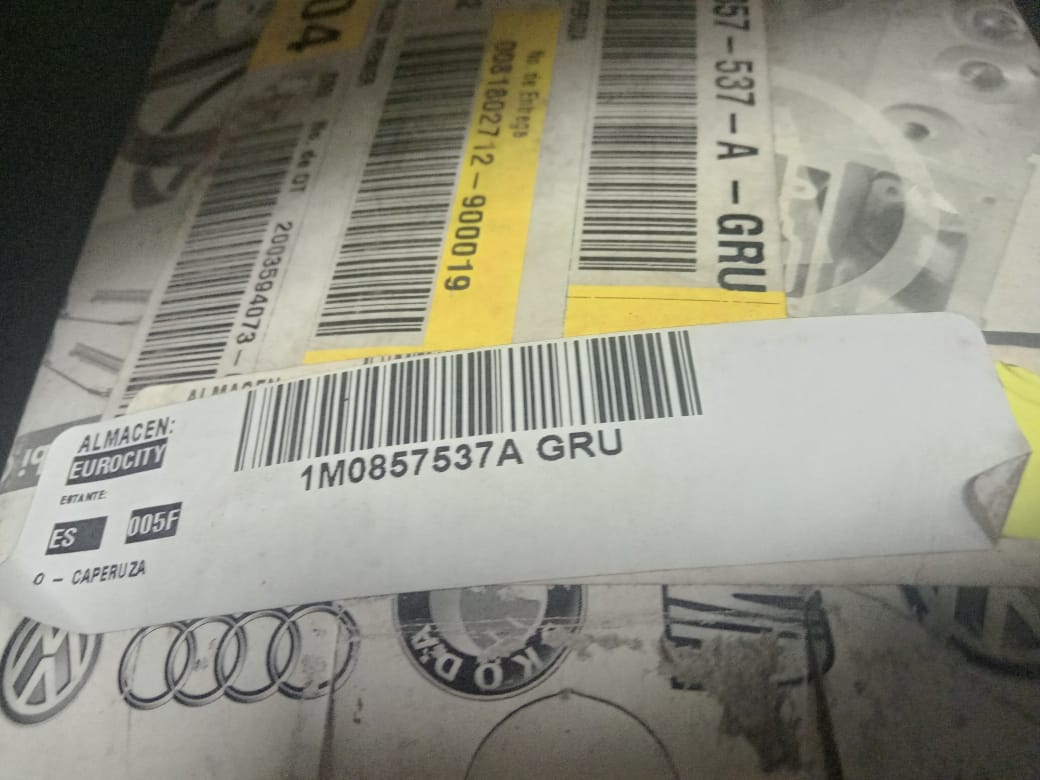 04
No de OT 2003594073-
No de Entrega
0081802712-900019
57-537-A-GRU
ALMACEN
ALMACEN:
EUROCITY
ESTANTE:
ES 005F
O - CAPERUZA
1M0857537A GRU
SKODA